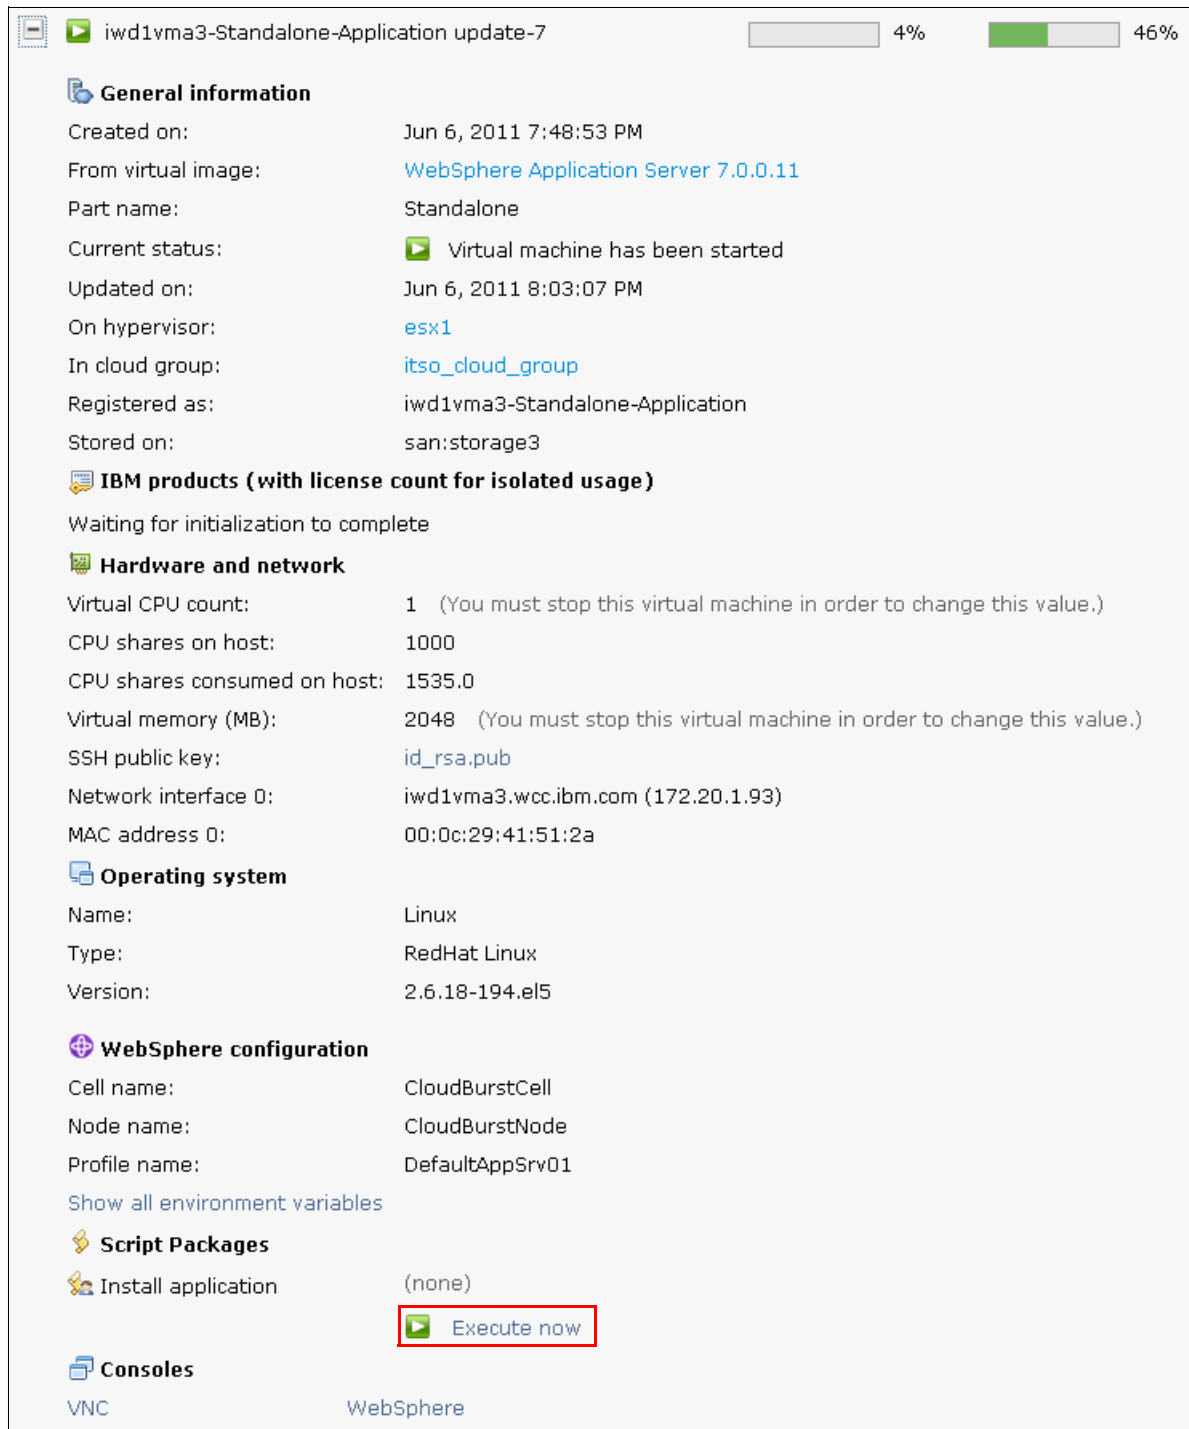 iwd1vma3-Standalone-Application update-7 4% 46%
General information
Created on: Jun 6, 2011 7:48:53 PM
From virtual image: WebSphere Application Server 7.0.0.11
Part name: Standalone
Current status: Virtual machine has been started
Updated on: Jun 6, 2011 8:03:07 PM
On hypervisor: esx1
In cloud group: itso_cloud_group
Registered as: iwd1vma3-Standalone-Application
Stored on: san:storage3
IBM products (with license count for isolated usage)
Waiting for initialization to complete
Hardware and network
Virtual CPU count: 1 (You must stop this virtual machine in order to change this value.)
CPU shares on host: 1000
CPU shares consumed on host: 1535.0
Virtual memory (MB): 2048 (You must stop this virtual machine in order to change this value.)
SSH public key: id_rsa.pub
Network interface 0: iwd1vma3.wcc.ibm.com (172.20.1.93)
MAC address 0: 00:0c:29:41:51:2a
Operating system
Name: Linux
Type: RedHat Linux
Version: 2.6.18-194.el5
WebSphere configuration
Cell name: CloudBurstCell
Node name: CloudBurstNode
Profile name: DefaultAppSrv01
Show all environment variables
Script Packages
Install application (none)
Execute now
Consoles
VNC WebSphere